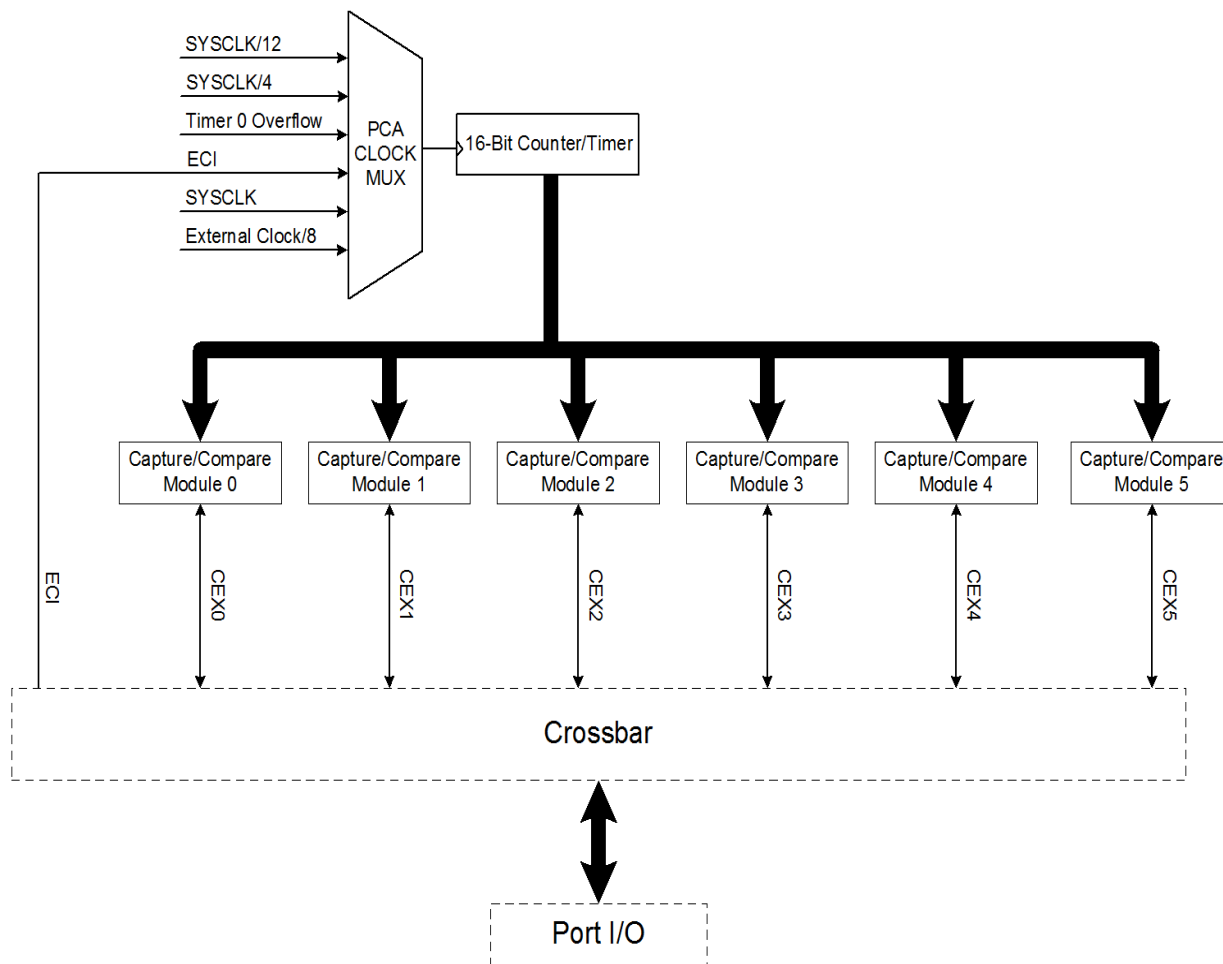 SYSCLK/12
SYSCLK/4
Timer 0 Overflow
ECI
SYSCLK
External Clock/8
PCA
CLOCK
MUX
16-Bit Counter/Timer
Capture/Compare
Module 0
Capture/Compare
Module 1
Capture/Compare
Module 2
Capture/Compare
Module 3
Capture/Compare
Module 4
Capture/Compare
Module 5
ECI
CEX0
CEX1
CEX2
CEX3
CEX4
CEX5
Crossbar
Port I/O